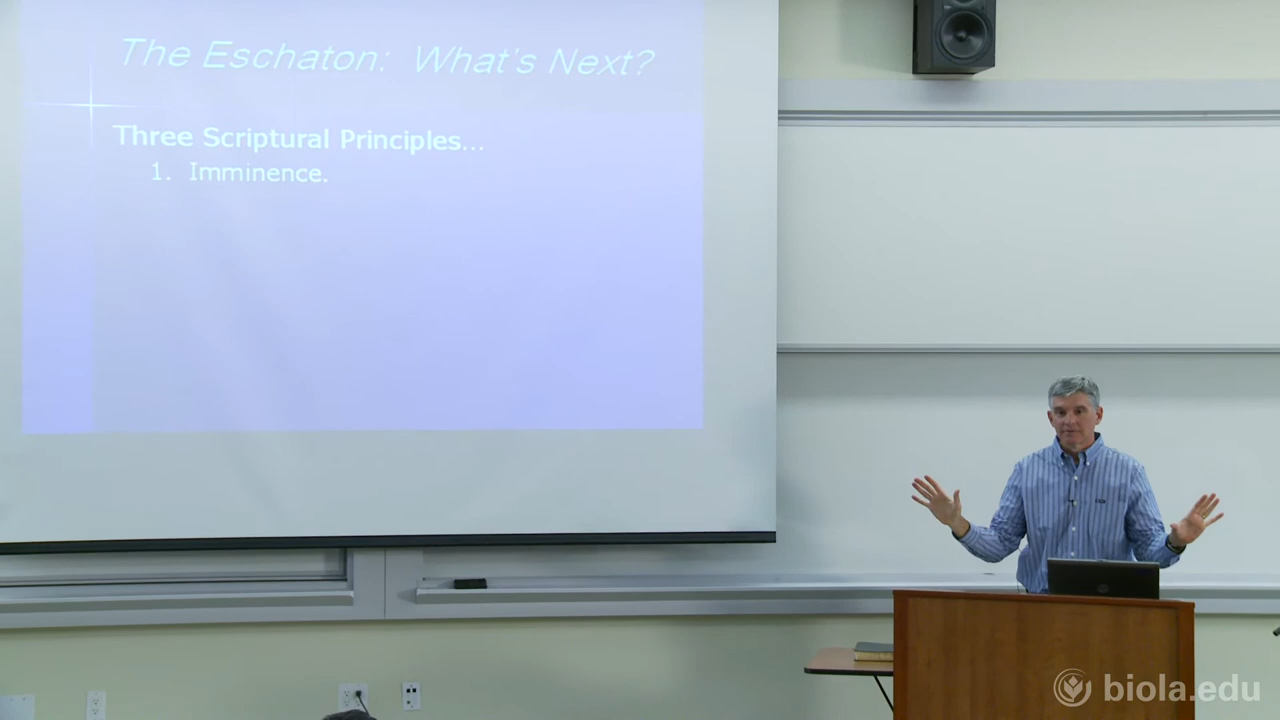 The Eschaton: What's Next?
Three Scriptural Principles...
1. Imminence.
biola.edu